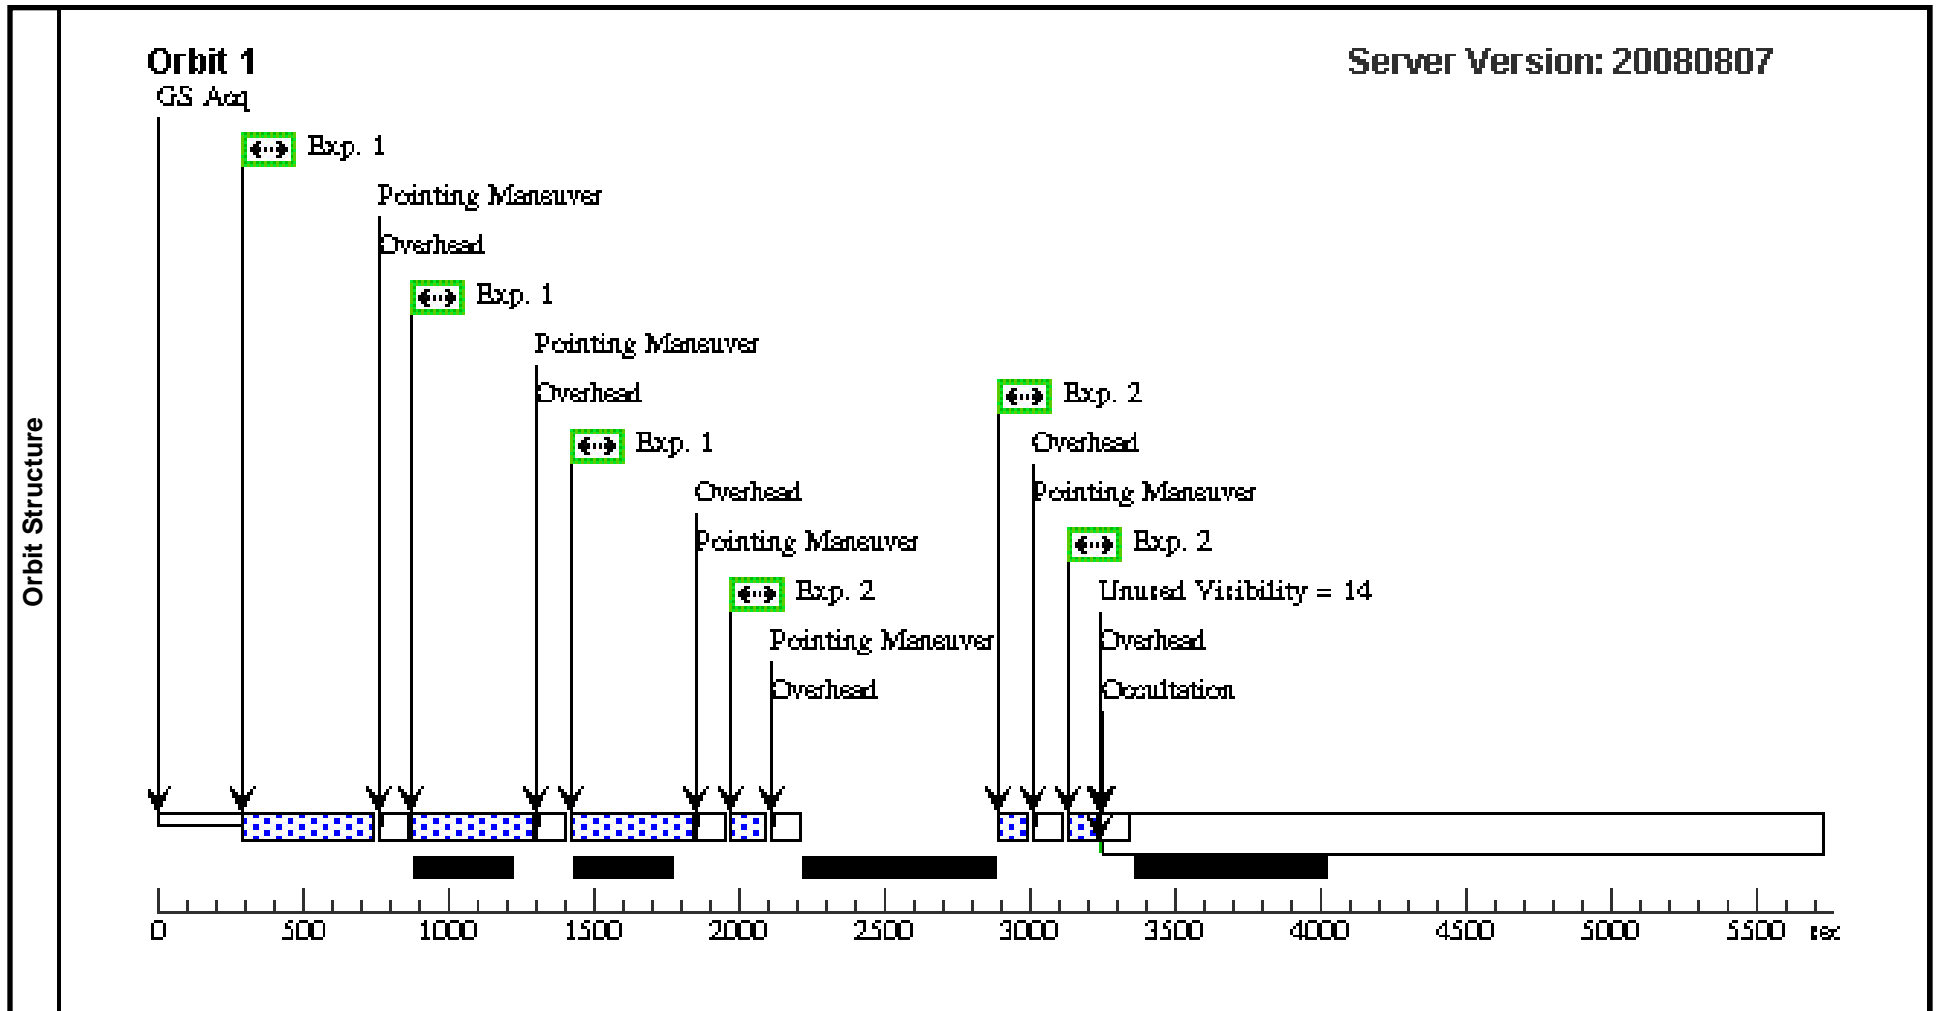 Orbit 1
Server Version: 20080807
GS Acq
Exp. 1
Pointing Maneuver
Overhead
Exp. 1
Pointing Maneuver
Overhead
Exp. 2
Exp. 1
Overhead
Overhead
Pointing Maneuver
Pointing Maneuver
Exp. 2
Exp. 2
Unused Visibility = 14
Pointing Maneuver
Overhead
Overhead
Occultation
0 500 1000 1500 2000 2500 3000 3500 4000 4500 5000 5500 sec
Orbit Structure